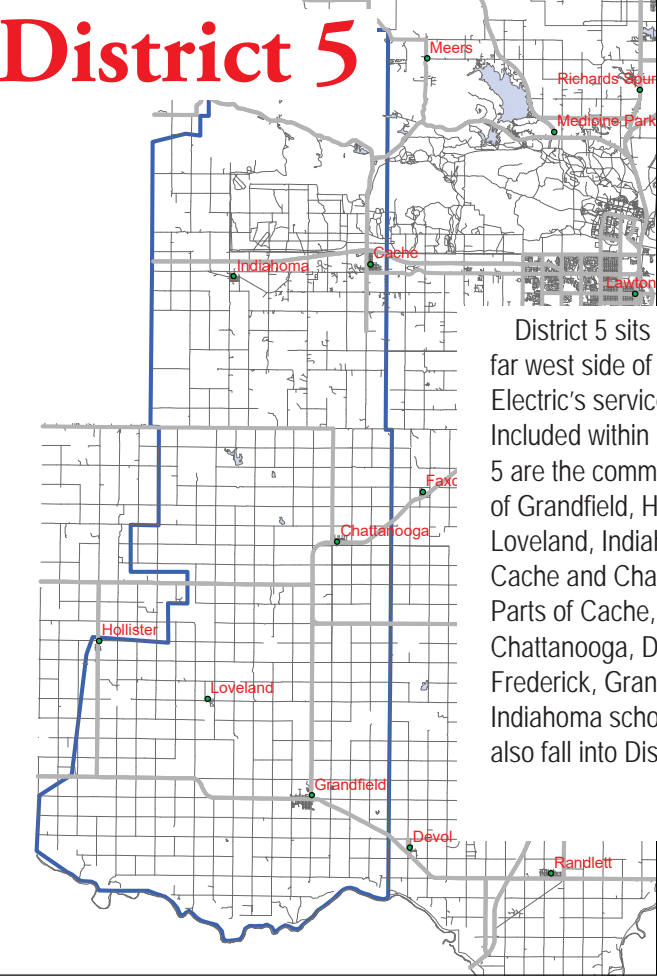 District 5
Meers
Richards Spur
Medicine Park
Cache
Indiahoma
Lawton
District 5 sits
far west side of
Electric's servic
Included within
5 are the comm
of Grandfield, H
Loveland, Indial
Cache and Cha
Parts of Cache,
Chattanooga, D
Frederick, Gran
Indiahoma scho
also fall into Dis
Faxo
Chattanooga
Hollister
Loveland
Grandfield
Devol
Randlett